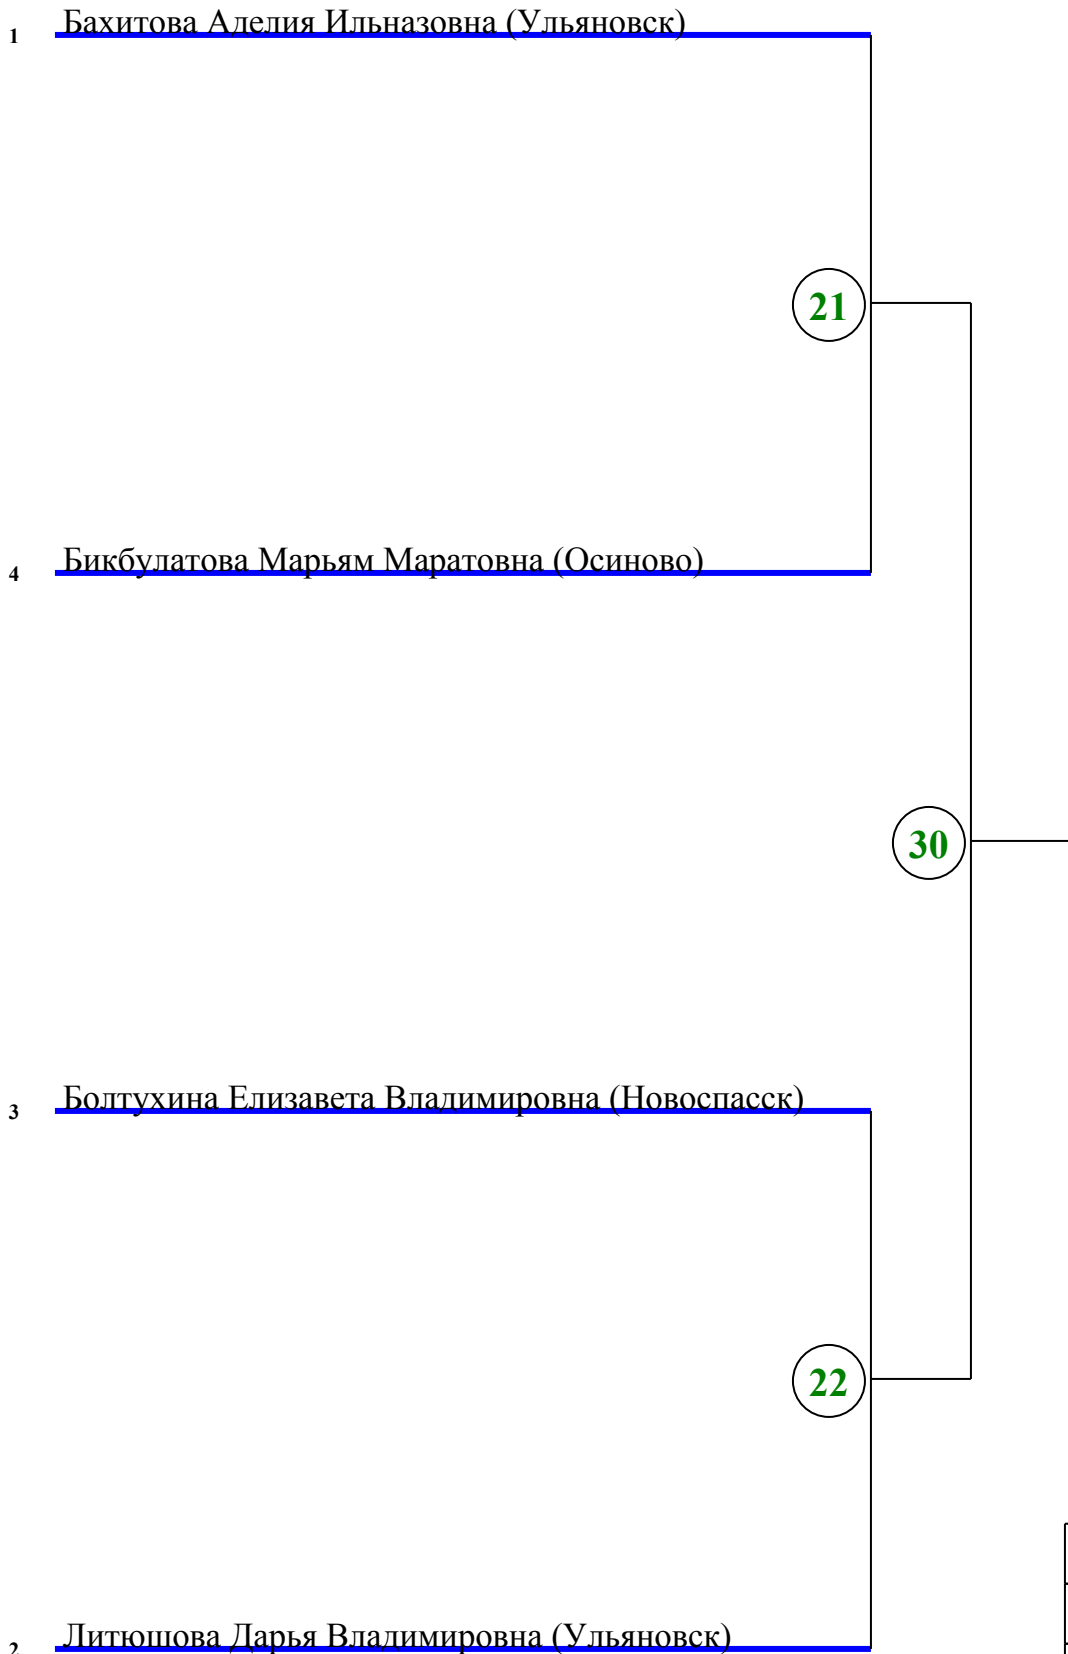 1 Бахитова Аделия Ильназовна (Ульяновск)
21
4 Бикбулатова Марьям Маратовна (Осиново)
30
3 Болтухина Елизавета Владимировна (Новоспасск)
22
2 Литюшова Дарья Владимировна (Ульяновск)